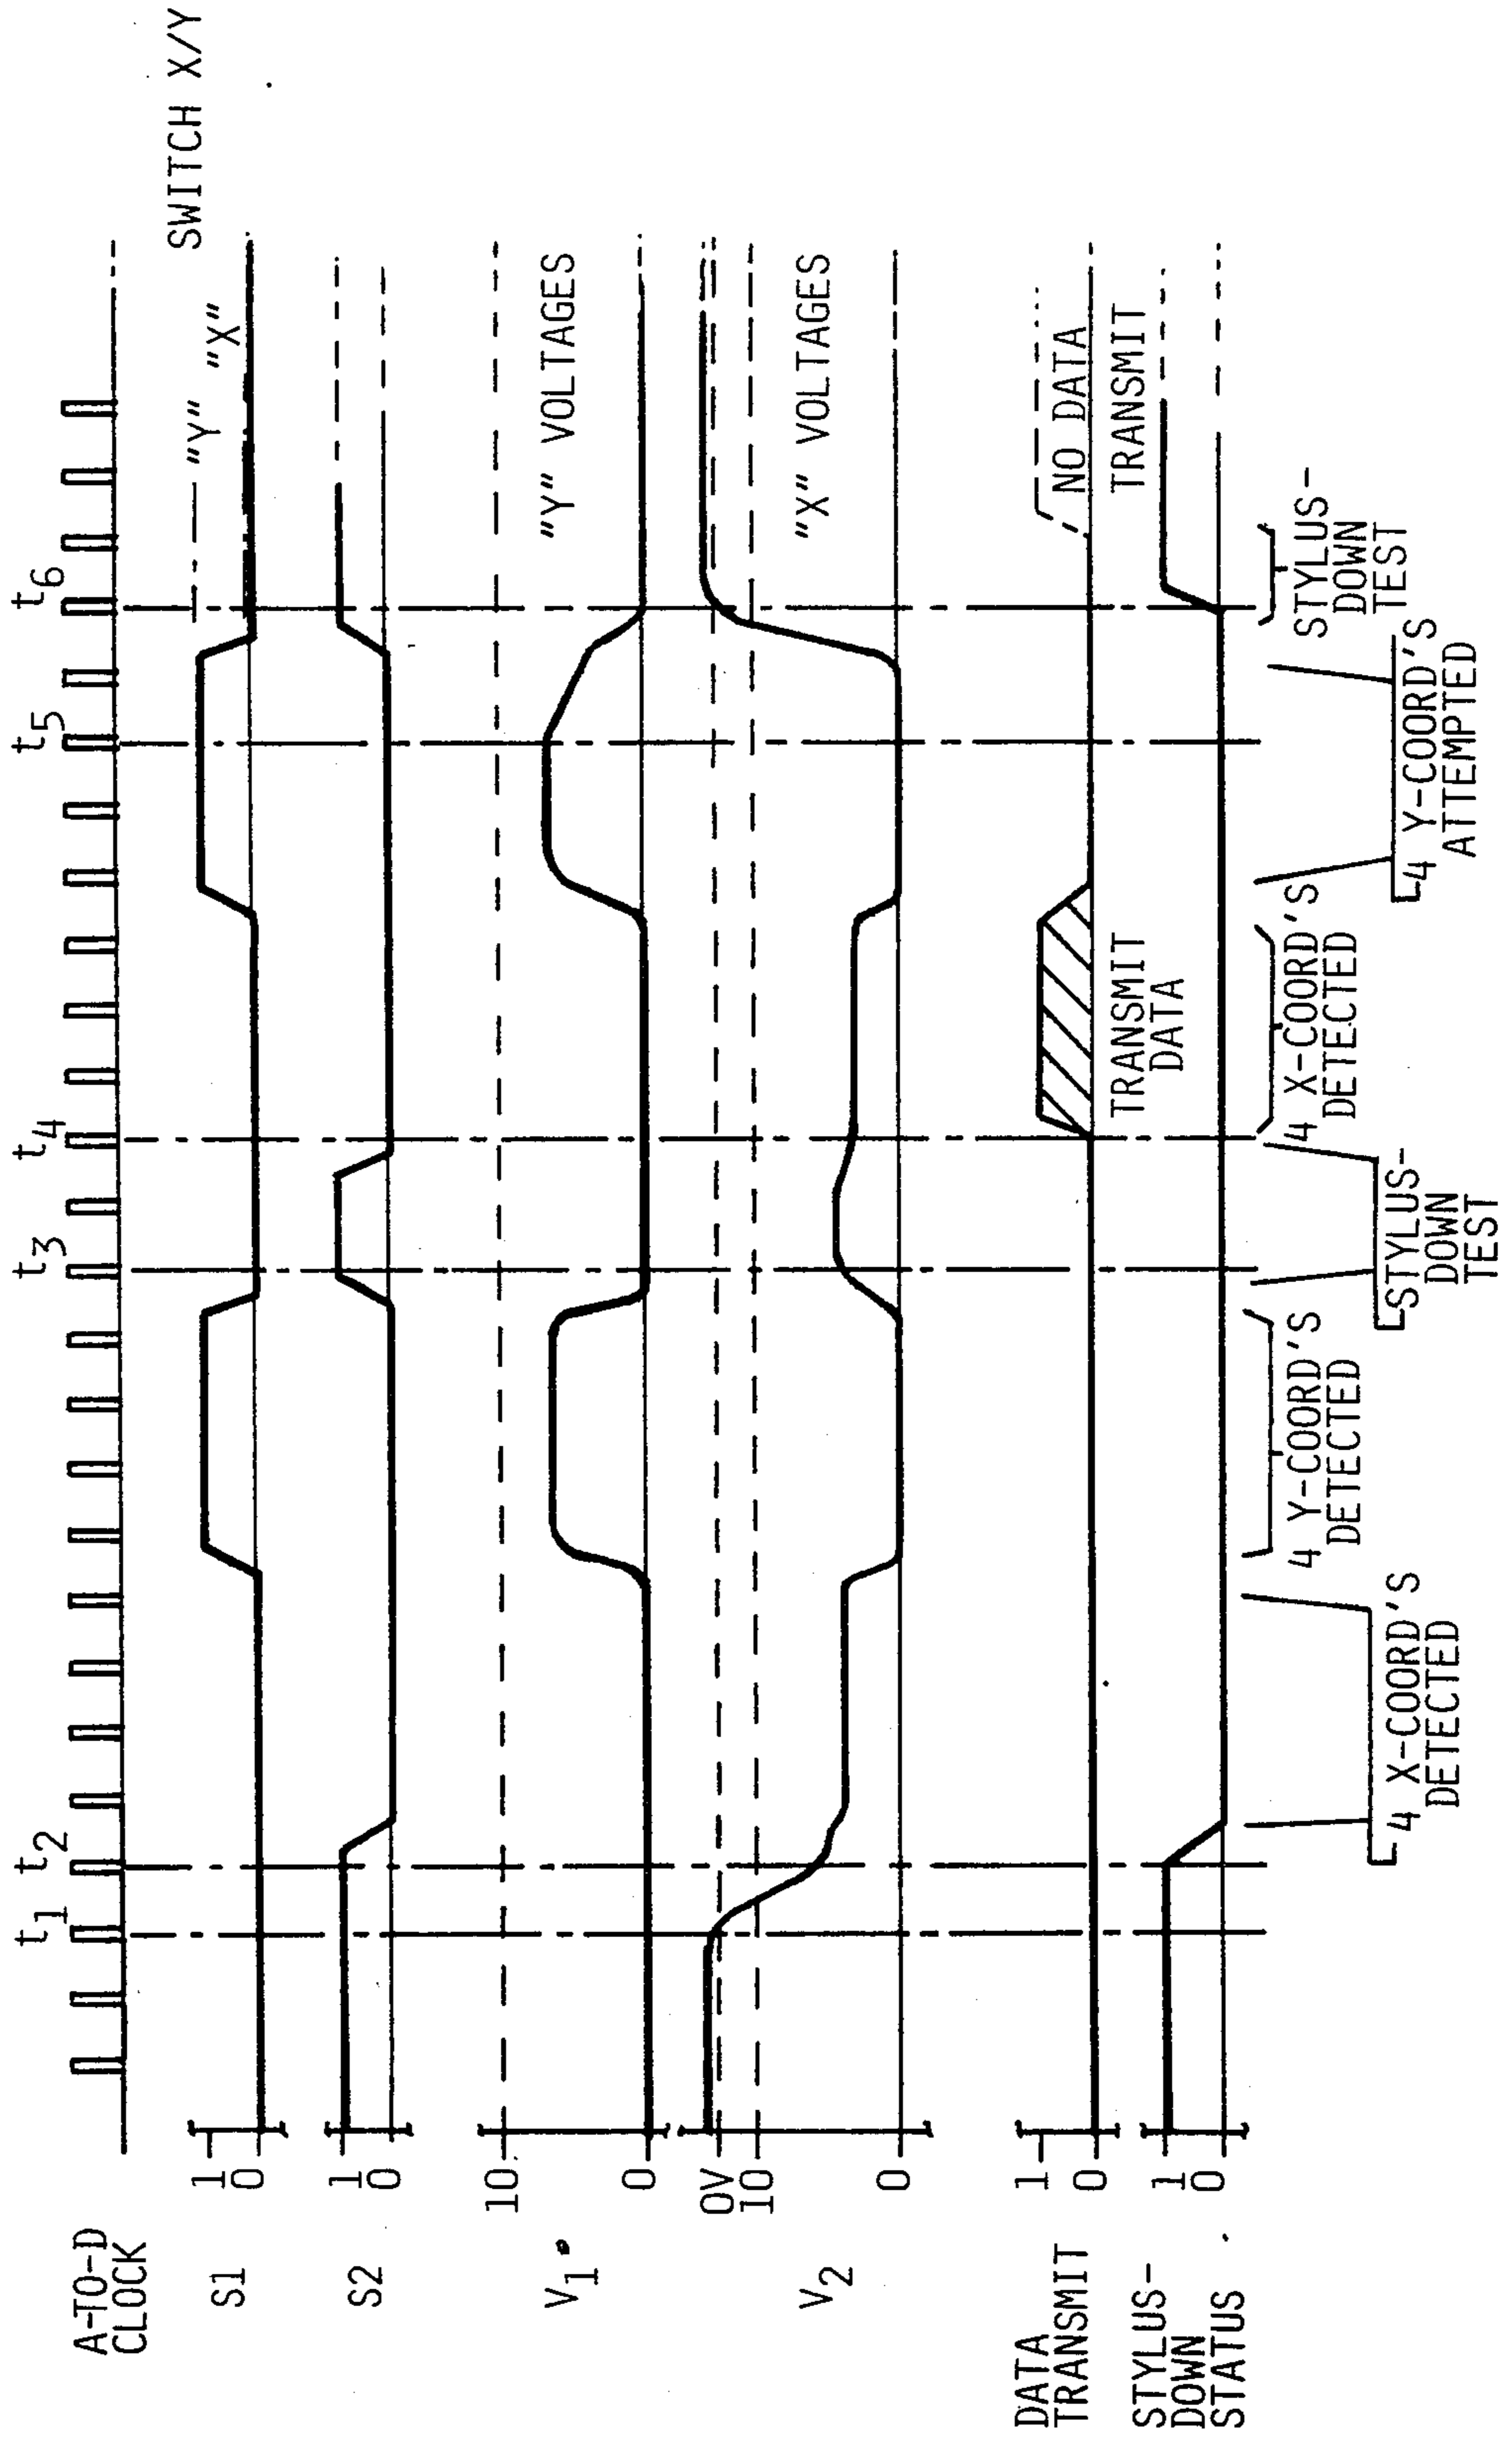 t1 t2 t3 t4 t5 t6
A-TO-D
CLOCK
SWITCH X/Y
S1
1
0
"Y" "X"
S2
1
0
V1
10
0
"Y" VOLTAGES
V2
OV
10
0
"X" VOLTAGES
DATA
TRANSMIT
1
0
TRANSMIT
DATA
NO DATA
TRANSMIT
STYLUS-
DOWN
STATUS
1
0
4 X-COORD'S
DETECTED
4 Y-COORD'S
DETECTED
STYLUS-
DOWN
TEST
4 X-COORD'S
DETECTED
4 Y-COORD'S
ATTEMPTED
STYLUS-
DOWN
TEST